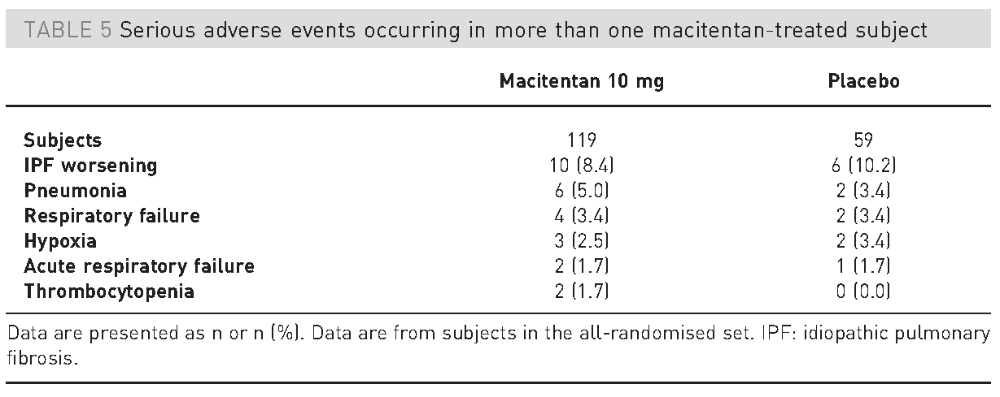 TABLE 5 Serious adverse events occurring in more than one macitentan-treated subject
Macitentan 10 mg Placebo
Subjects 119 59
IPF worsening 10 (8.4) 6 (10.2)
Pneumonia 6 (5.0) 2 (3.4)
Respiratory failure 4 (3.4) 2 (3.4)
Hypoxia 3 (2.5) 2 (3.4)
Acute respiratory failure 2 (1.7) 1 (1.7)
Thrombocytopenia 2 (1.7) 0 (0.0)
Data are presented as n or n (%). Data are from subjects in the all-randomised set. IPF: idiopathic pulmonary
fibrosis.